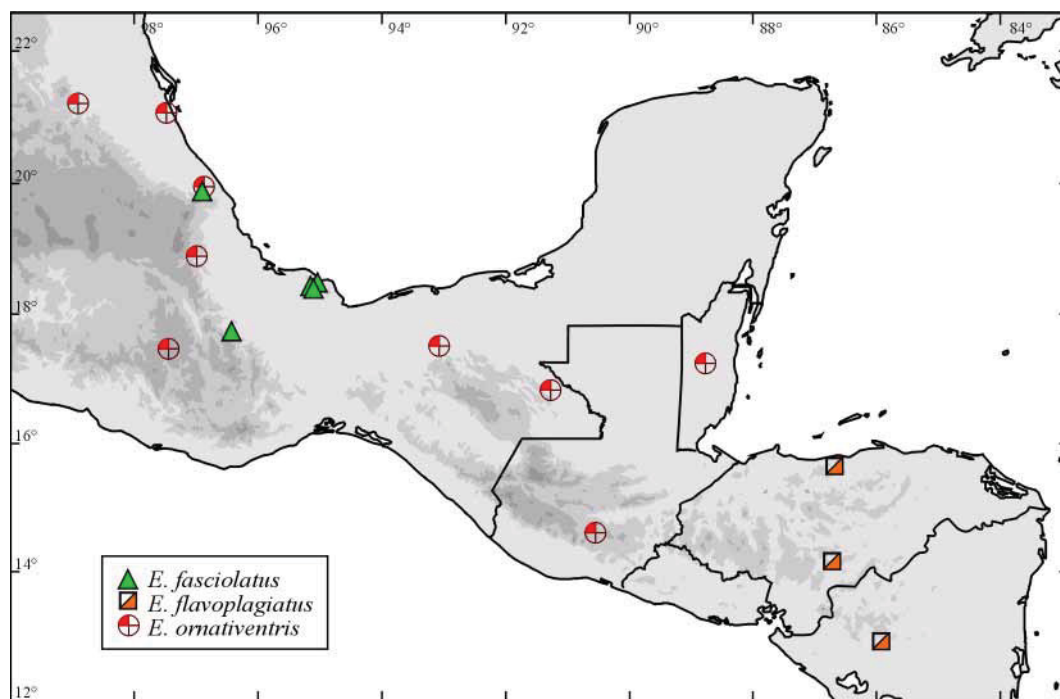 98° 96° 94° 92° 90° 88° 86° 84°
22°
20°
18°
16°
14°
12°
E. fasciolatus
E. flavoplagiatus
E. ornativentris